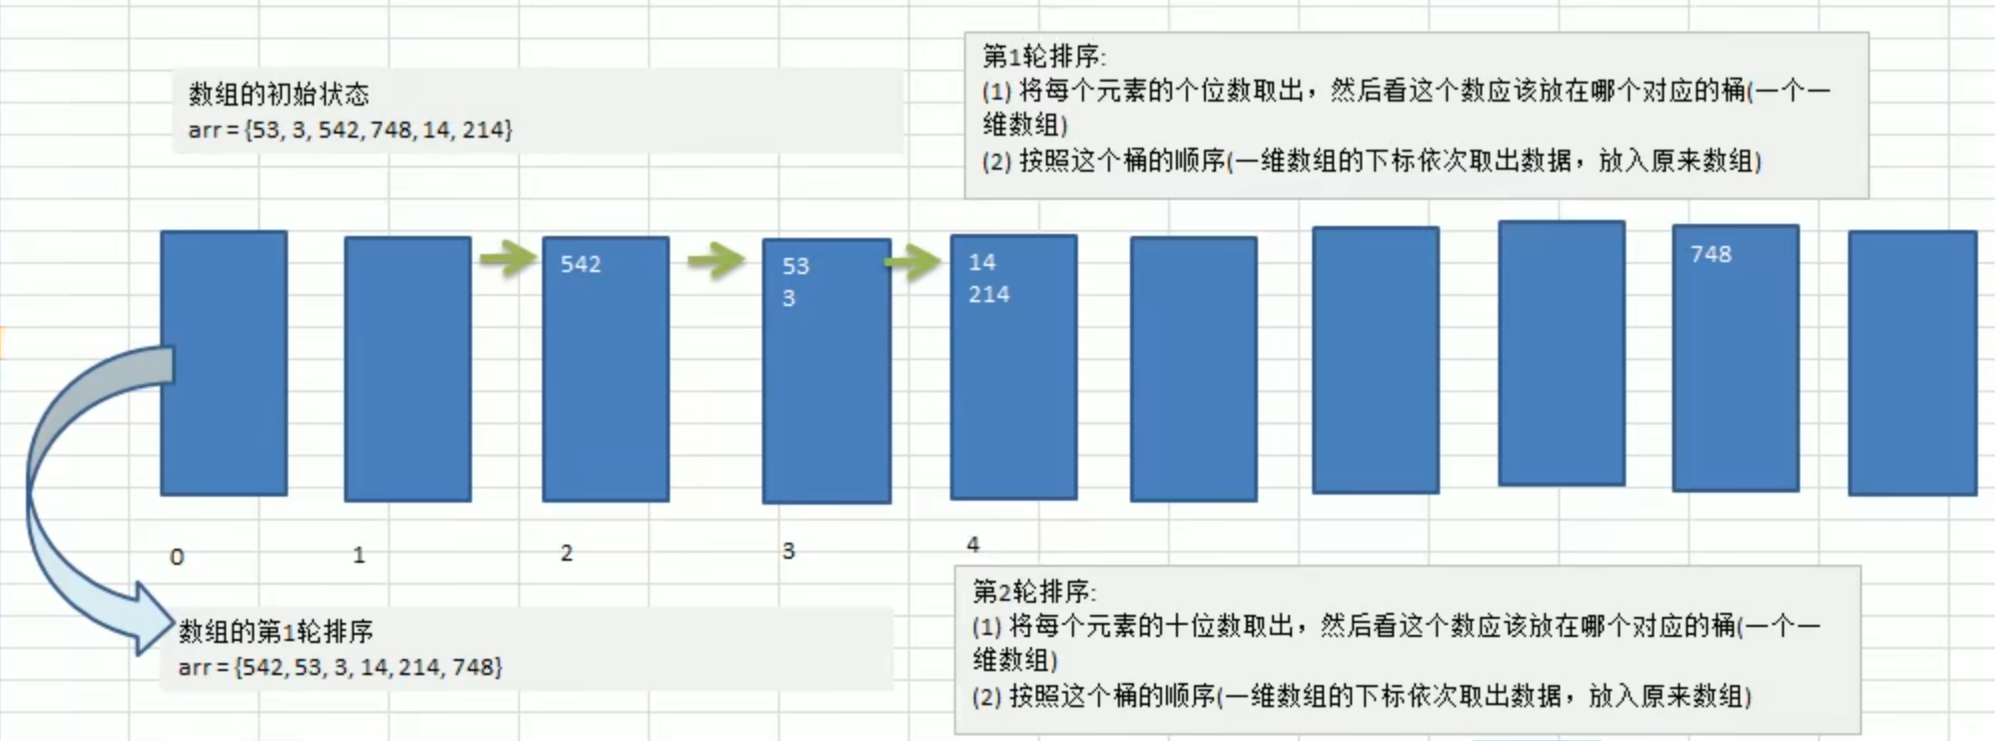 数组的初始状态
arr = {53, 3, 542, 748, 14, 214}
第1轮排序:
(1) 将每个元素的个位数取出，然后看这个数应该放在哪个对应的桶(一个一
维数组)
(2) 按照这个桶的顺序(一维数组的下标依次取出数据，放入原来数组)
542
53
3
14
214
748
0
1
2
3
4
数组的第1轮排序
arr = {542, 53, 3, 14, 214, 748}
第2轮排序:
(1) 将每个元素的十位数取出，然后看这个数应该放在哪个对应的桶(一个一
维数组)
(2) 按照这个桶的顺序(一维数组的下标依次取出数据，放入原来数组)